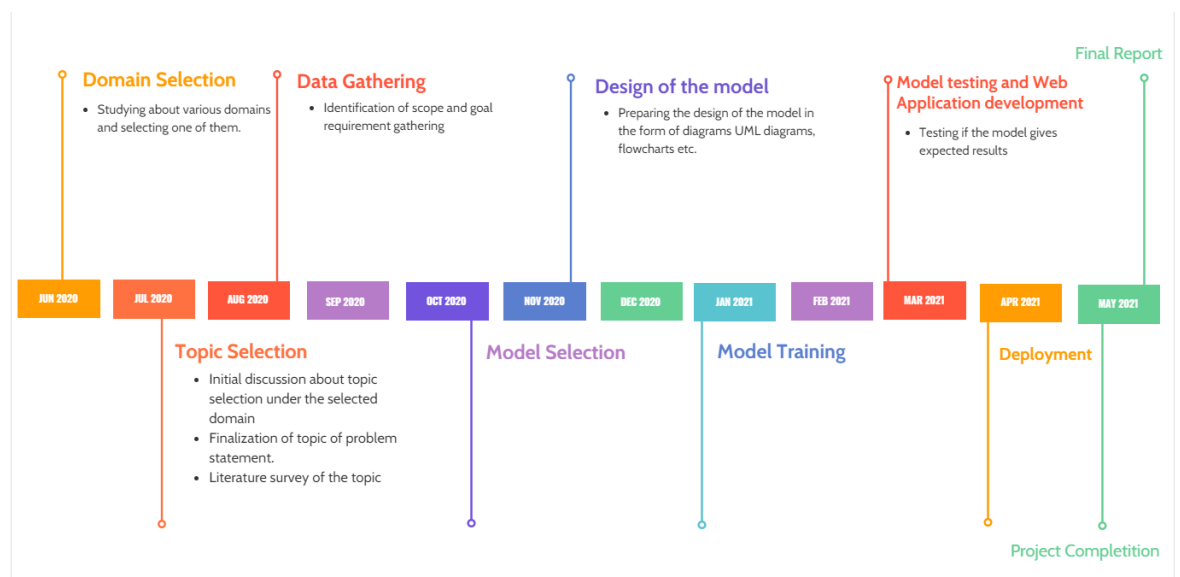 Final Report
Domain Selection
Studying about various domains
and selecting one of them.
Data Gathering
Identification of scope and goal
requirement gathering
Design of the model
Preparing the design of the model in
the form of diagrams UML diagrams,
flowcharts etc.
Model testing and Web
Application development
Testing if the model gives
expected results
JUN 2020
JUL 2020
AUG 2020
SEP 2020
OCT 2020
NOV 2020
DEC 2020
JAN 2021
FEB 2021
MAR 2021
APR 2021
MAY 2021
Topic Selection
Initial discussion about topic
selection under the selected
domain
Finalization of topic of problem
statement.
Literature survey of the topic
Model Selection
Model Training
Deployment
Project Completition